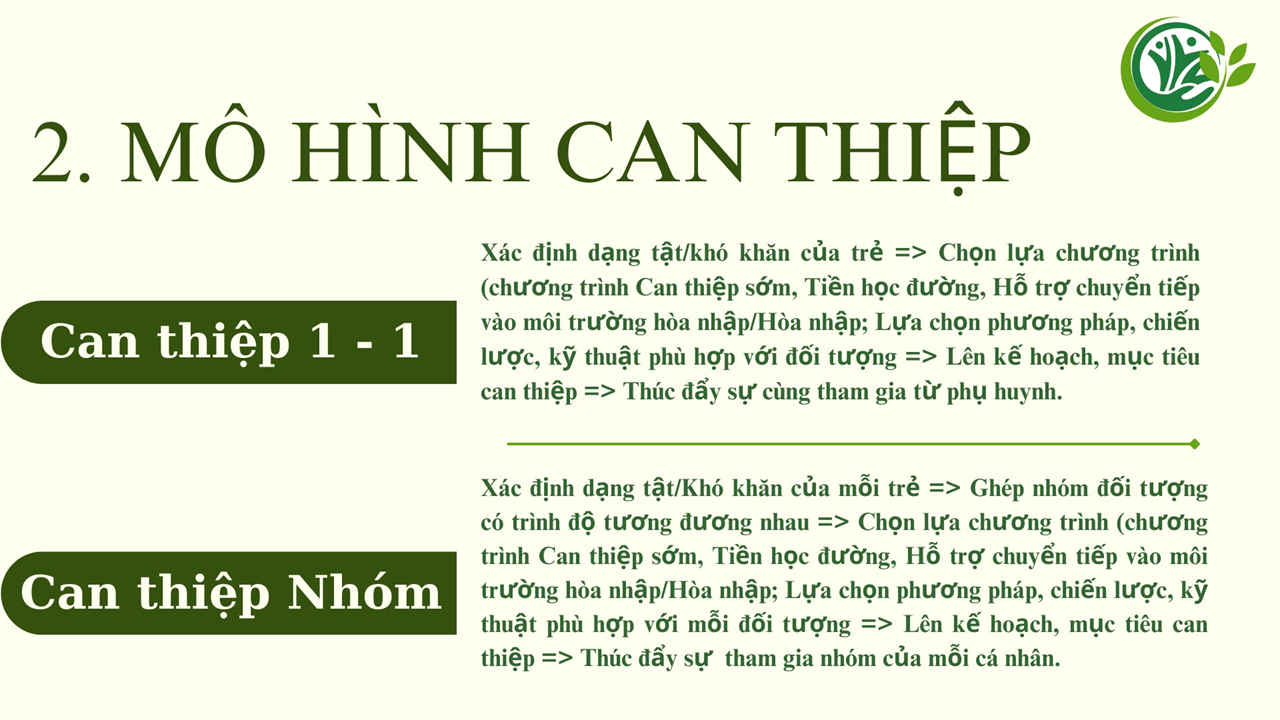 2. MÔ HÌNH CAN THIỆP
Can thiệp 1 - 1
Xác định dạng tật/khó khăn của trẻ => Chọn lựa chương trình
(chương trình Can thiệp sớm, Tiền học đường, Hỗ trợ chuyển tiếp
vào môi trường hòa nhập/Hòa nhập; Lựa chọn phương pháp, chiến
lược, kỹ thuật phù hợp với đối tượng => Lên kế hoạch, mục tiêu
can thiệp => Thúc đẩy sự cùng tham gia từ phụ huynh.
Can thiệp Nhóm
Xác định dạng tật/Khó khăn của mỗi trẻ => Ghép nhóm đối tượng
có trình độ tương đương nhau => Chọn lựa chương trình (chương
trình Can thiệp sớm, Tiền học đường, Hỗ trợ chuyển tiếp vào môi
trường hòa nhập/Hòa nhập; Lựa chọn phương pháp, chiến lược, kỹ
thuật phù hợp với mỗi đối tượng => Lên kế hoạch, mục tiêu can
thiệp => Thúc đẩy sự  tham gia nhóm của mỗi cá nhân.